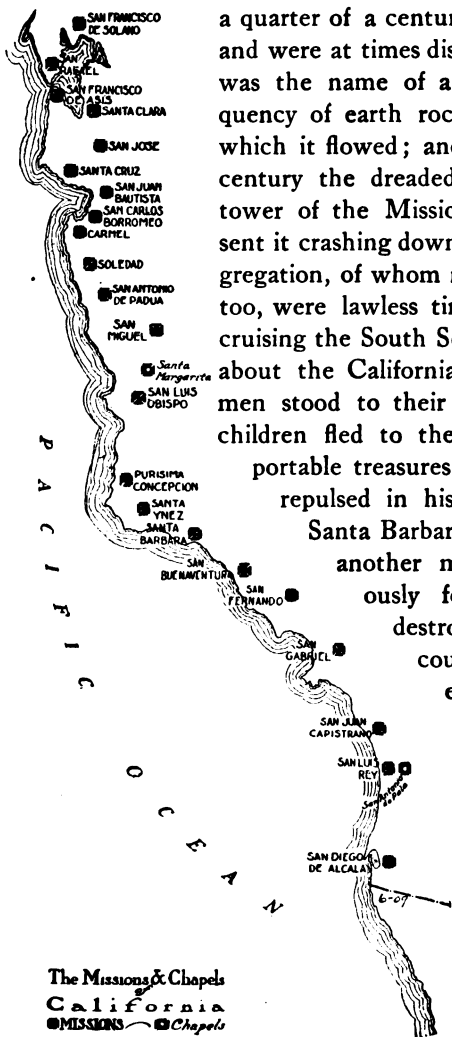 a quarter of a centur
and were at times dis
was the name of a
quency of earth roc
which it flowed; and
century the dreaded
tower of the Missio
sent it crashing down
gregation, of whom
too, were lawless tin
cruising the South S
about the California
men stood to their
children fled to the
portable treasures
repulsed in his
Santa Barbar
another m
ously f
destro
cou
e
SAN FRANCISCO
DE SOLANO
SAN
RAFAEL
SAN FRANCISCO
DE ASIS
SANTA CLARA
SAN JOSE
SANTA CRUZ
SAN JUAN
BAUTISTA
SAN CARLOS
BORROMEO
CARMEL
SOLEDAD
SAN ANTONIO
DE PADUA
SAN
MIGUEL
Santa
Margarita
SAN LUIS
OBISPO
PURISIMA
CONCEPCION
SANTA
YNEZ
SANTA
BARBARA
SAN
BUENAVENTURA
SAN
FERNANDO
SAN
GABRIEL
SAN JUAN
CAPISTRANO
SAN LUIS
REY
San Antonio
de Pala
SAN DIEGO
DE ALCALA
6-07
PACIFIC
OCEAN
The Missions & Chapels
of
California
MISSIONS Chapels